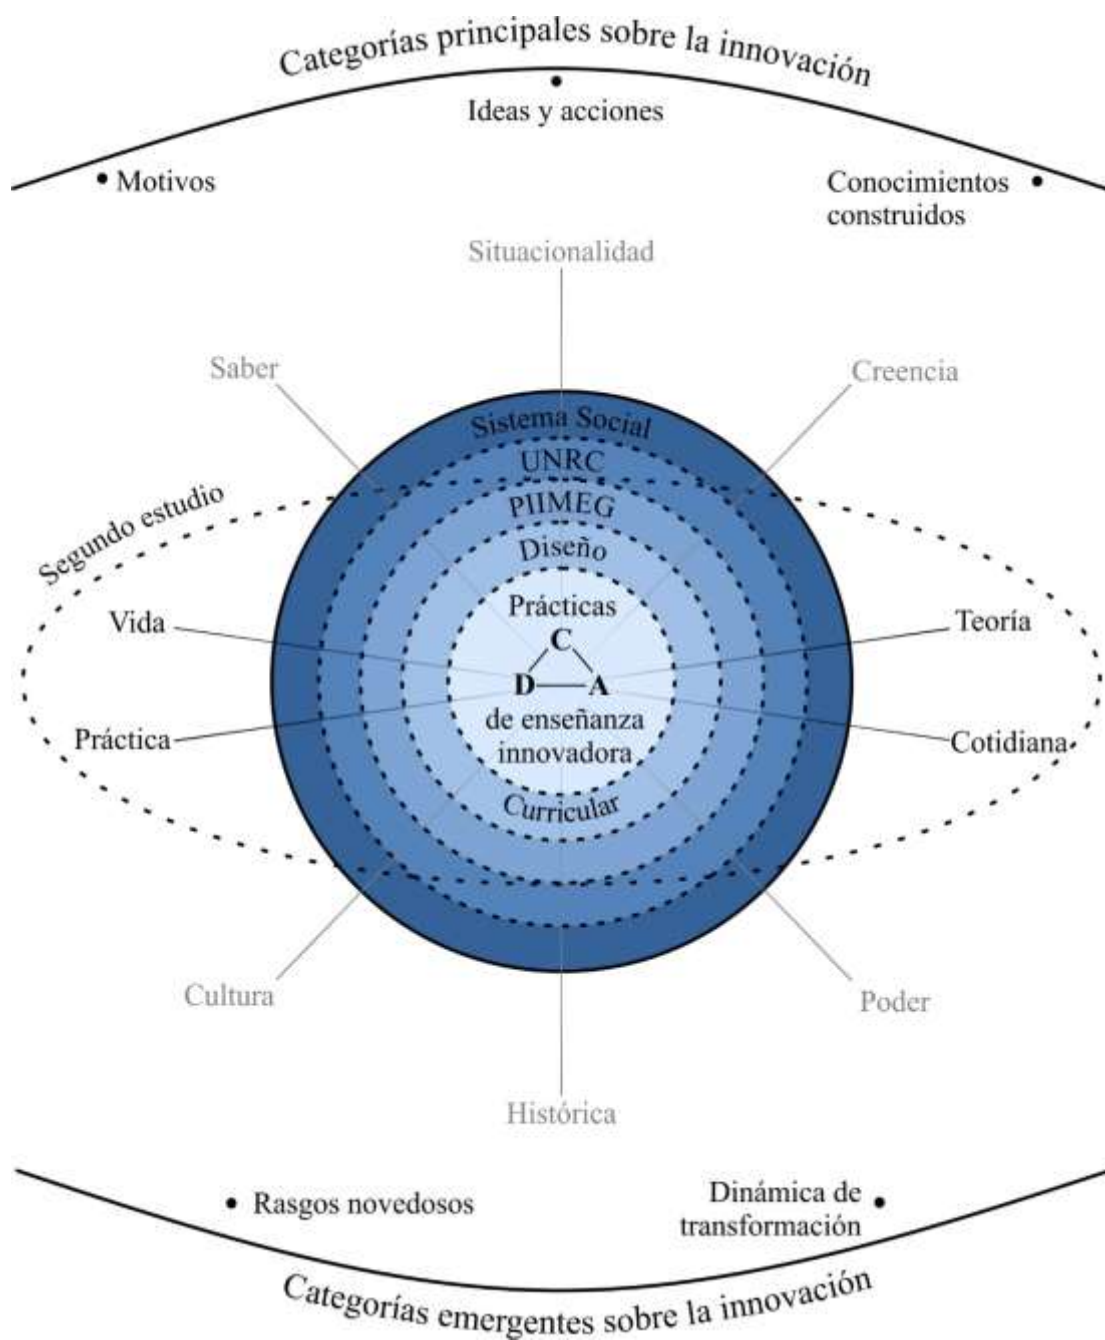 Categorías principales sobre la innovación
Ideas y acciones
Motivos
Conocimientos
construidos
Situacionalidad
Saber
Creencia
Sistema Social
UNRC
Segundo estudio
PIIMEG
Diseño
Prácticas
C
Vida
Teoría
D
A
de enseñanza
Práctica
Cotidiana
innovadora
Curricular
Cultura
Poder
Histórica
Rasgos novedosos
Dinámica de
transformación
Categorías emergentes sobre la innovación